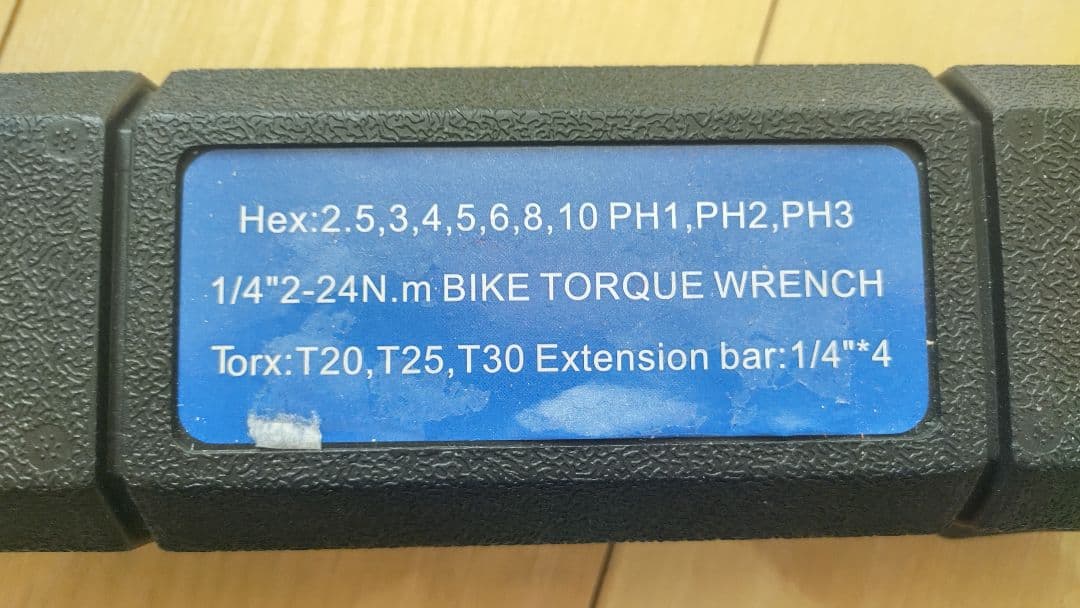 Hex:2.5,3,4,5,6,8,10 PH1,PH2,PH3
1/4"2-24N.m BIKE TORQUE WRENCH
Torx:T20,T25,T30 Extension bar:1/4"*4